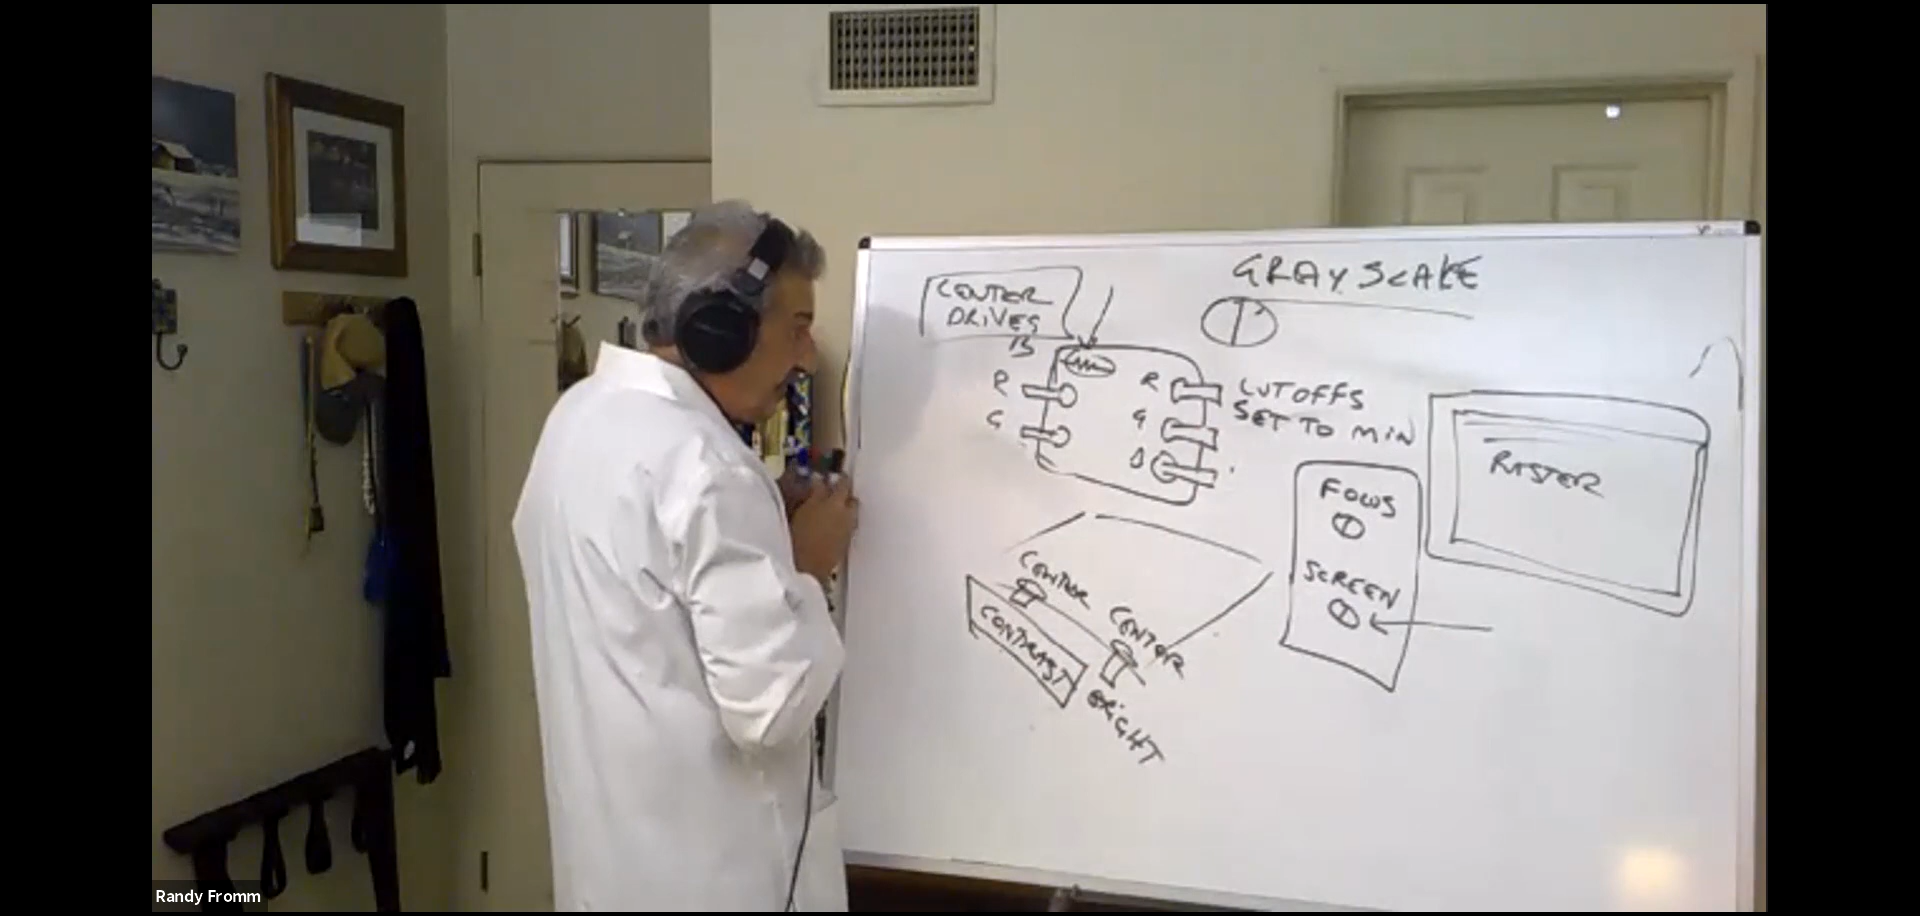 GRAY SCALE
CENTER
DRIVES
B
R
G
R
G
B
CUTOFFS
SET TO MIN
RASTER
FOCUS
SCREEN
CENTER
CENTER
CONTRAST
BRIGHT
Randy Fromm